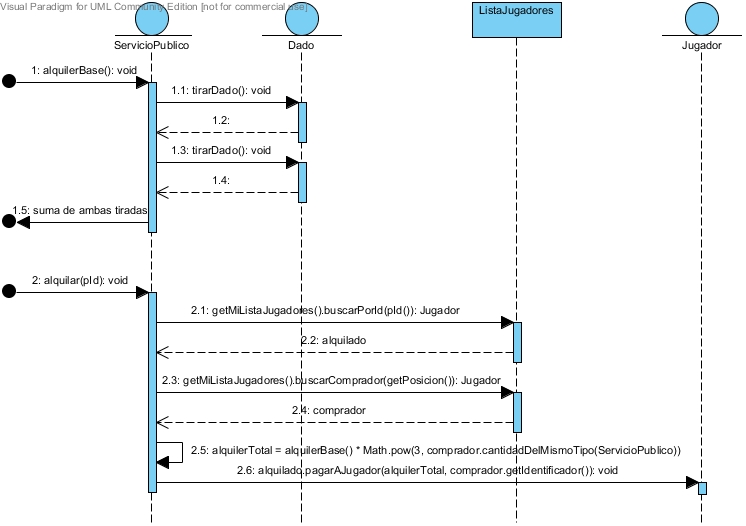 Visual Paradigm for UML Community Edition [not for commercial use]
ServicioPublico
Dado
ListaJugadores
Jugador
1: alquilerBase(): void
1.1: tirarDado(): void
1.2:
1.3: tirarDado(): void
1.4:
1.5: suma de ambas tiradas
2: alquilar(pId): void
2.1: getMiListaJugadores().buscarPorId(pId()): Jugador
2.2: alquilado
2.3: getMiListaJugadores().buscarComprador(getPosicion()): Jugador
2.4: comprador
2.5: alquilerTotal = alquilerBase() * Math.pow(3, comprador.cantidadDelMismoTipo(ServicioPublico))
2.6: alquilado.pagarAJugador(alquilerTotal, comprador.getIdentificador()): void